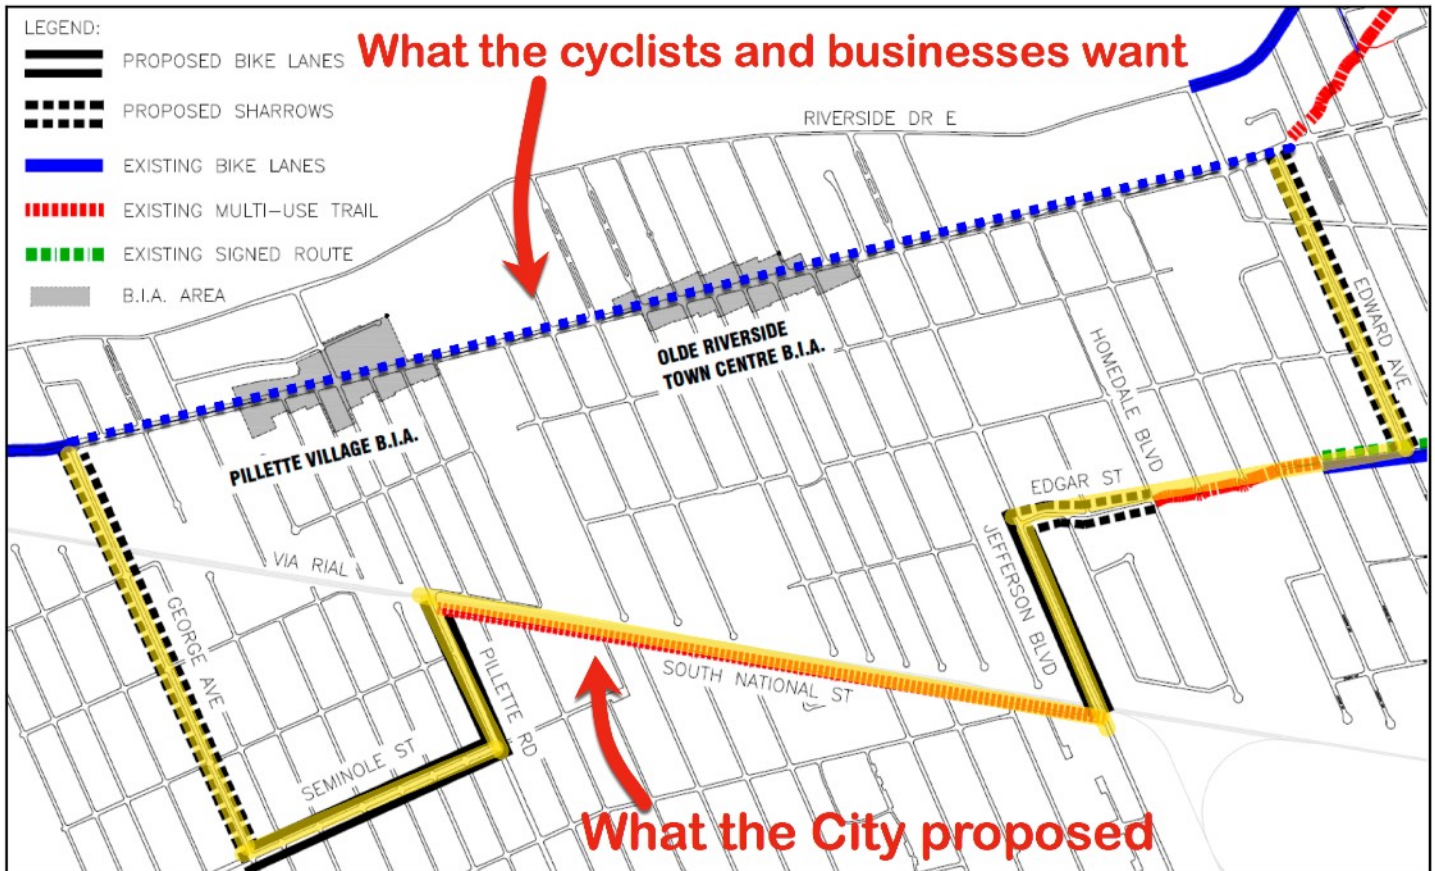 LEGEND:
PROPOSED BIKE LANES
PROPOSED SHARROWS
EXISTING BIKE LANES
EXISTING MULTI-USE TRAIL
EXISTING SIGNED ROUTE
B.I.A. AREA
What the cyclists and businesses want
RIVERSIDE DR E
OLDE RIVERSIDE
TOWN CENTRE B.I.A.
PILLETTE VILLAGE B.I.A.
EDWARD AVE
HOMEDALE BLVD
EDGAR ST
JEFFERSON BLVD
VIA RIAL
GEORGE AVE
PILLETTE RD
SOUTH NATIONAL ST
SEMINOLE ST
What the City proposed